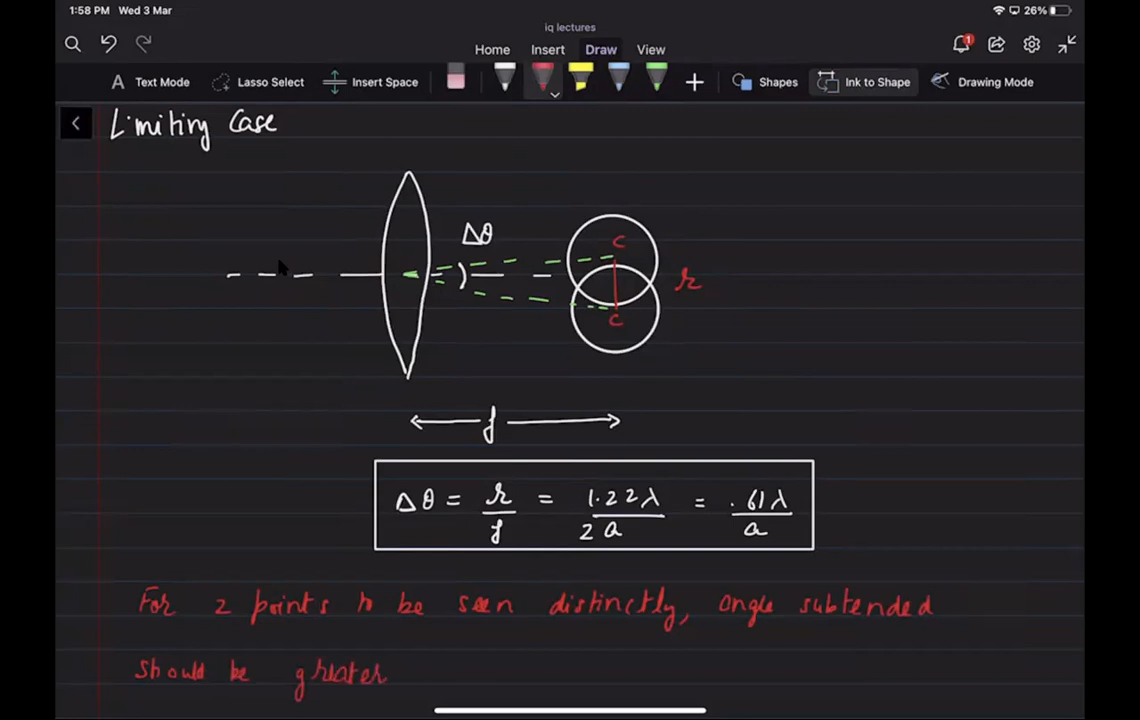 1:58 PM Wed 3 Mar
26%
iq lectures
Home Insert Draw View
1
A Text Mode Lasso Select Insert Space Shapes Ink to Shape Drawing Mode
Limiting Case
Δθ
C
r
C
f
Δθ = r/f = 1.22λ/2a = .61λ/a
For 2 points to be seen distinctly, angle subtended
should be greater